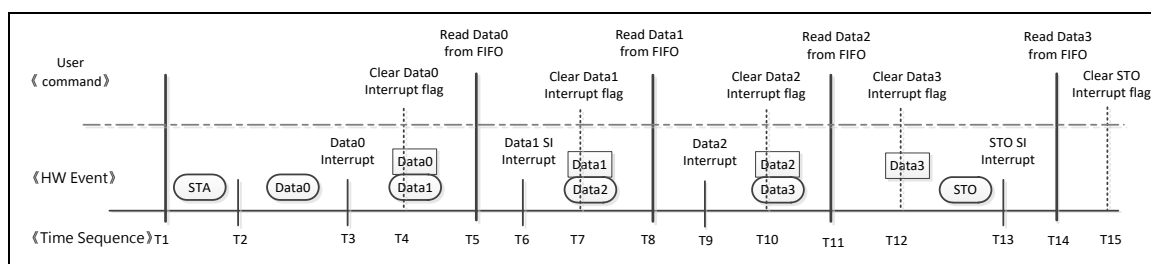 Read Data0 Read Data1 Read Data2 Read Data3
from FIFO from FIFO from FIFO from FIFO
User
《 command》
Clear Data0 Clear Data1 Clear Data2 Clear Data3 Clear STO
Interrupt flag Interrupt flag Interrupt flag Interrupt flag Interrupt flag
Data0 Data1 SI Data2 STO SI
Interrupt Interrupt Interrupt Interrupt
Data0 Data1 Data2 Data3
《HW Event》 STA Data0 Data1 Data2 Data3 STO
《Time Sequence》 T1 T2 T3 T4 T5 T6 T7 T8 T9 T10 T11 T12 T13 T14 T15